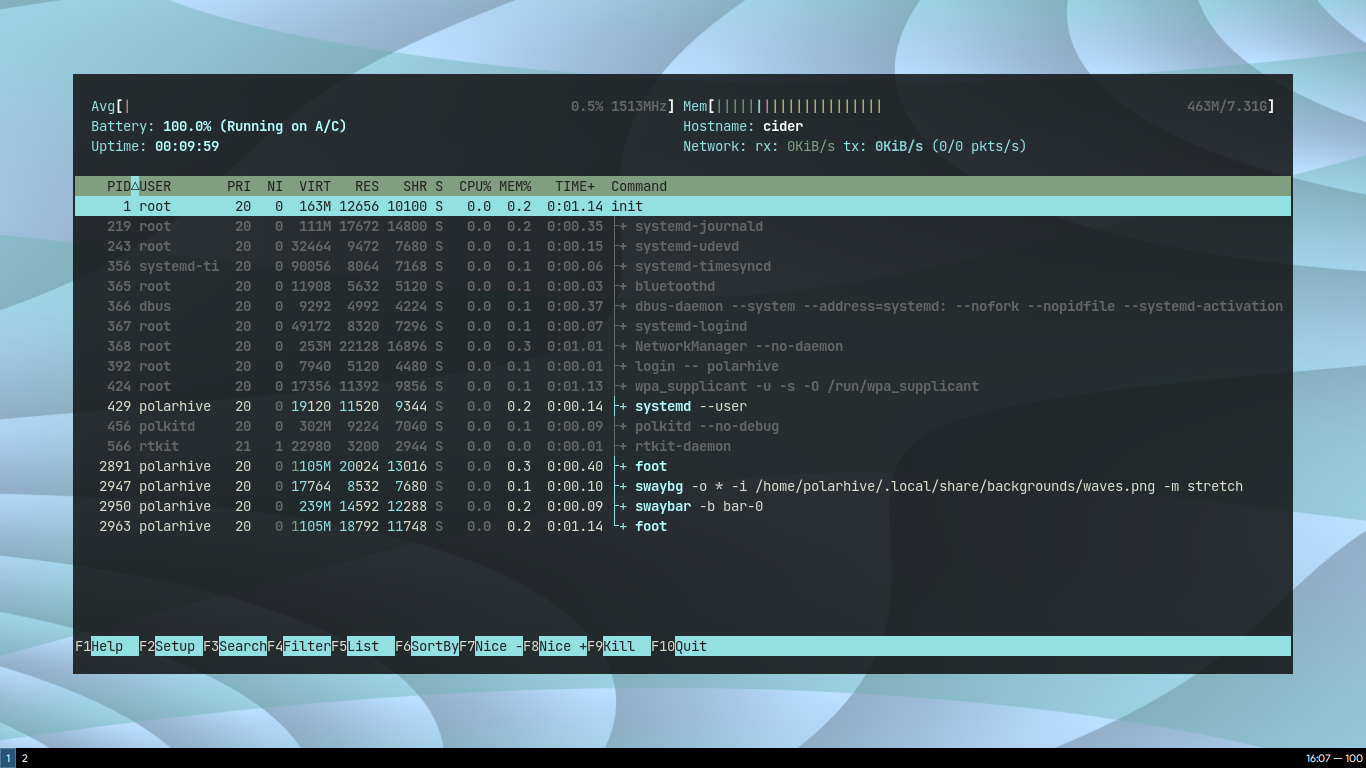 Avg[| 0.5% 1513MHz] Mem[||||||||||||||||||||| 463M/7.31G]
Battery: 100.0% (Running on A/C) Hostname: cider
Uptime: 00:09:59 Network: rx: 0KiB/s tx: 0KiB/s (0/0 pkts/s)
PID△USER PRI NI VIRT RES SHR S CPU% MEM% TIME+ Command
1 root 20 0 163M 12656 10100 S 0.0 0.2 0:01.14 init
219 root 20 0 111M 17672 14800 S 0.0 0.2 0:00.35 ├+ systemd-journald
243 root 20 0 32464 9472 7680 S 0.0 0.1 0:00.15 ├+ systemd-udevd
356 systemd-ti 20 0 90056 8064 7168 S 0.0 0.1 0:00.06 ├+ systemd-timesyncd
365 root 20 0 11908 5632 5120 S 0.0 0.1 0:00.03 ├+ bluetoothd
366 dbus 20 0 9292 4992 4224 S 0.0 0.1 0:00.37 ├+ dbus-daemon --system --address=systemd: --nofork --nopidfile --systemd-activation
367 root 20 0 49172 8320 7296 S 0.0 0.1 0:00.07 ├+ systemd-logind
368 root 20 0 253M 22128 16896 S 0.0 0.3 0:01.01 ├+ NetworkManager --no-daemon
392 root 20 0 7940 5120 4480 S 0.0 0.1 0:00.01 ├+ login -- polarhive
424 root 20 0 17356 11392 9856 S 0.0 0.1 0:01.13 ├+ wpa_supplicant -u -s -O /run/wpa_supplicant
429 polarhive 20 0 19120 11520 9344 S 0.0 0.2 0:00.14 ├+ systemd --user
456 polkitd 20 0 302M 9224 7040 S 0.0 0.1 0:00.09 ├+ polkitd --no-debug
566 rtkit 21 1 22980 3200 2944 S 0.0 0.0 0:00.01 ├+ rtkit-daemon
2891 polarhive 20 0 1105M 20024 13016 S 0.0 0.3 0:00.40 ├+ foot
2947 polarhive 20 0 17764 8532 7680 S 0.0 0.1 0:00.10 ├+ swaybg -o * -i /home/polarhive/.local/share/backgrounds/waves.png -m stretch
2950 polarhive 20 0 239M 14592 12288 S 0.0 0.2 0:00.09 ├+ swaybar -b bar-0
2963 polarhive 20 0 1105M 18792 11748 S 0.0 0.2 0:01.14 └+ foot
F1Help F2Setup F3SearchF4FilterF5List F6SortByF7Nice -F8Nice +F9Kill F10Quit
1 2 16:07 — 100